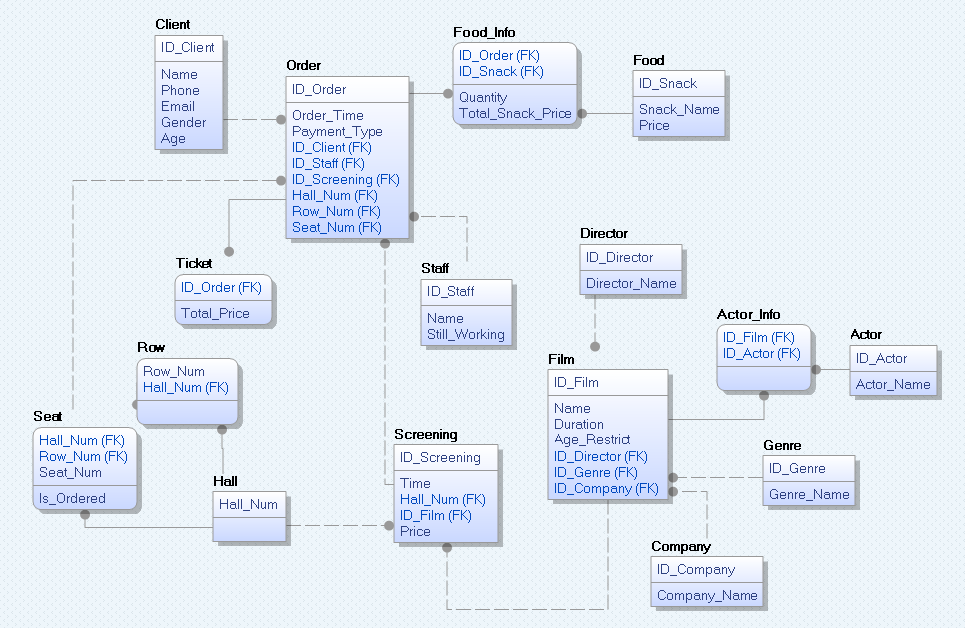 Client
ID_Client
Name
Phone
Email
Gender
Age
Order
ID_Order
Order_Time
Payment_Type
ID_Client (FK)
ID_Staff (FK)
ID_Screening (FK)
Hall_Num (FK)
Row_Num (FK)
Seat_Num (FK)
Food_Info
ID_Order (FK)
ID_Snack (FK)
Quantity
Total_Snack_Price
Food
ID_Snack
Snack_Name
Price
Ticket
ID_Order (FK)
Total_Price
Staff
ID_Staff
Name
Still_Working
Director
ID_Director
Director_Name
Actor_Info
ID_Film (FK)
ID_Actor (FK)
Actor
ID_Actor
Actor_Name
Row
Row_Num
Hall_Num (FK)
Seat
Hall_Num (FK)
Row_Num (FK)
Seat_Num
Is_Ordered
Hall
Hall_Num
Screening
ID_Screening
Time
Hall_Num (FK)
ID_Film (FK)
Price
Film
ID_Film
Name
Duration
Age_Restrict
ID_Director (FK)
ID_Genre (FK)
ID_Company (FK)
Genre
ID_Genre
Genre_Name
Company
ID_Company
Company_Name